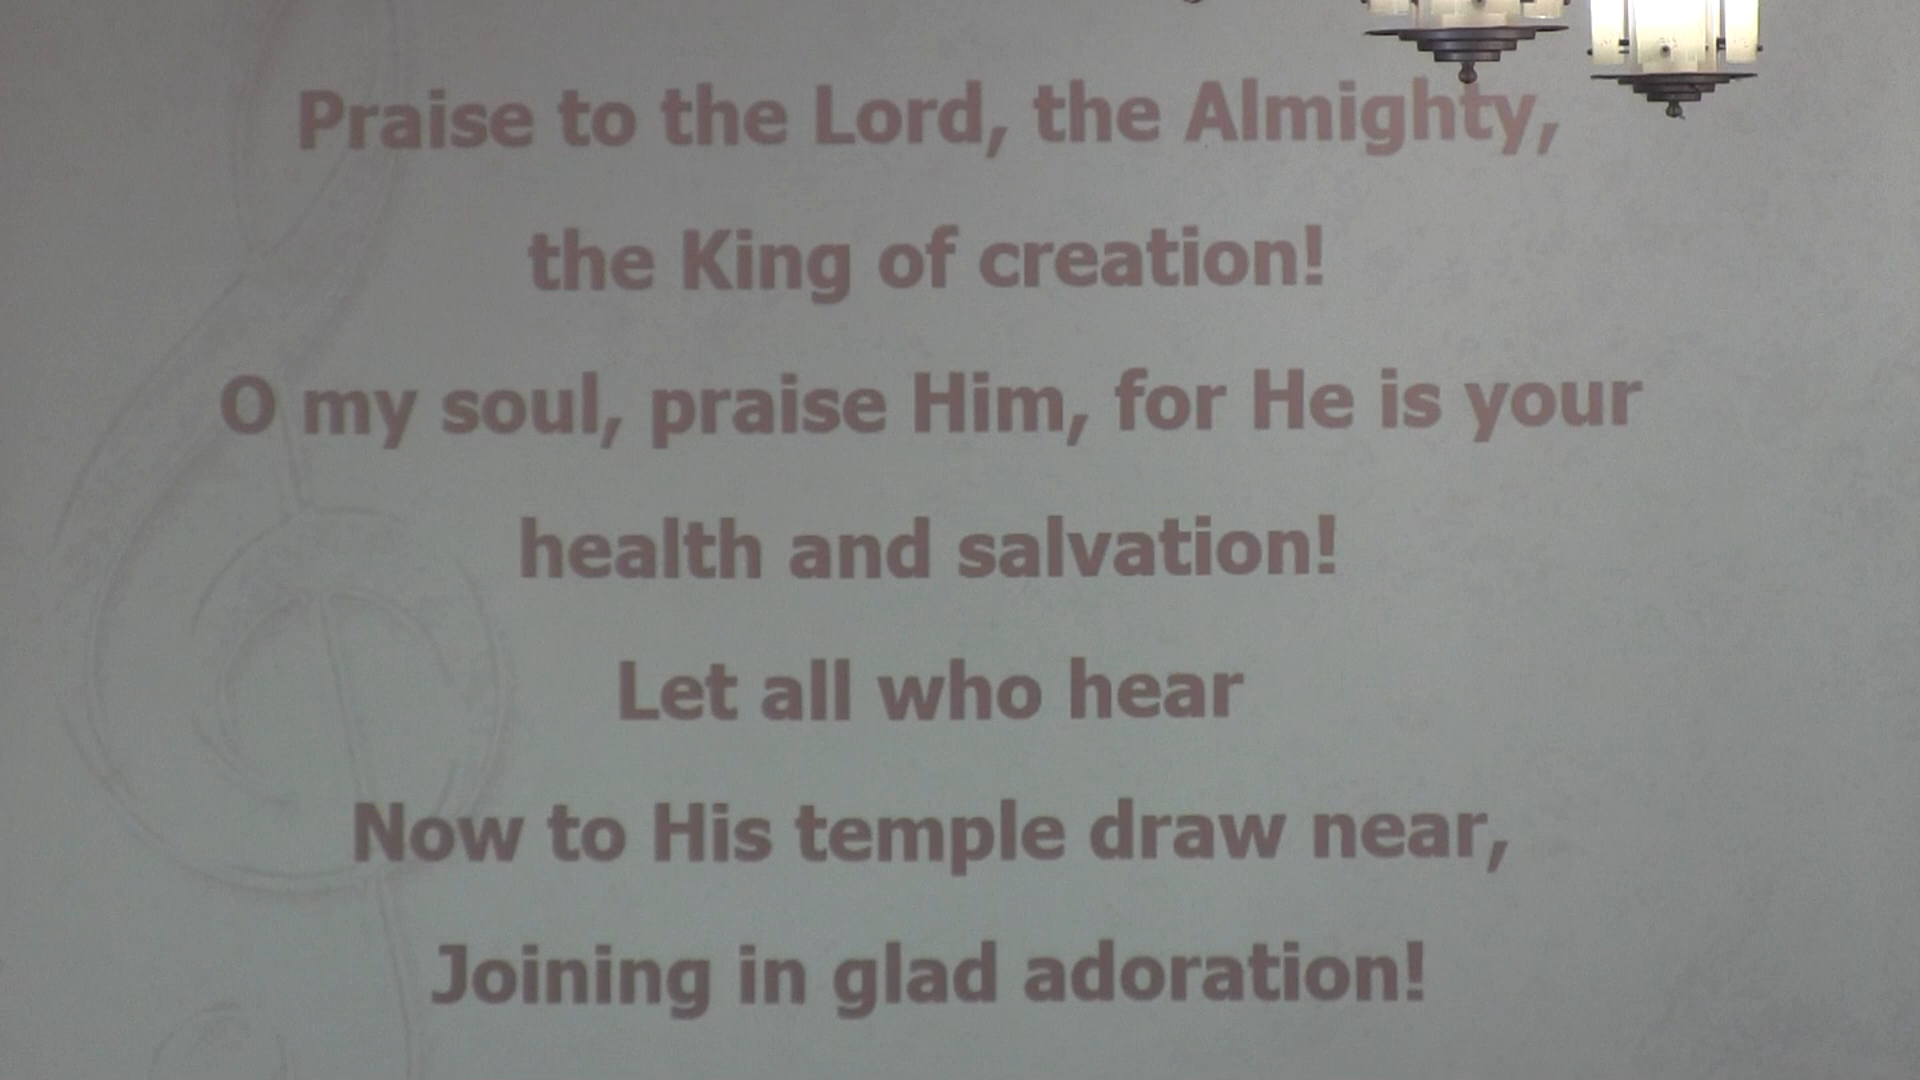 Praise to the Lord, the Almighty,
the King of creation!
O my soul, praise Him, for He is your
health and salvation!
Let all who hear
Now to His temple draw near,
Joining in glad adoration!